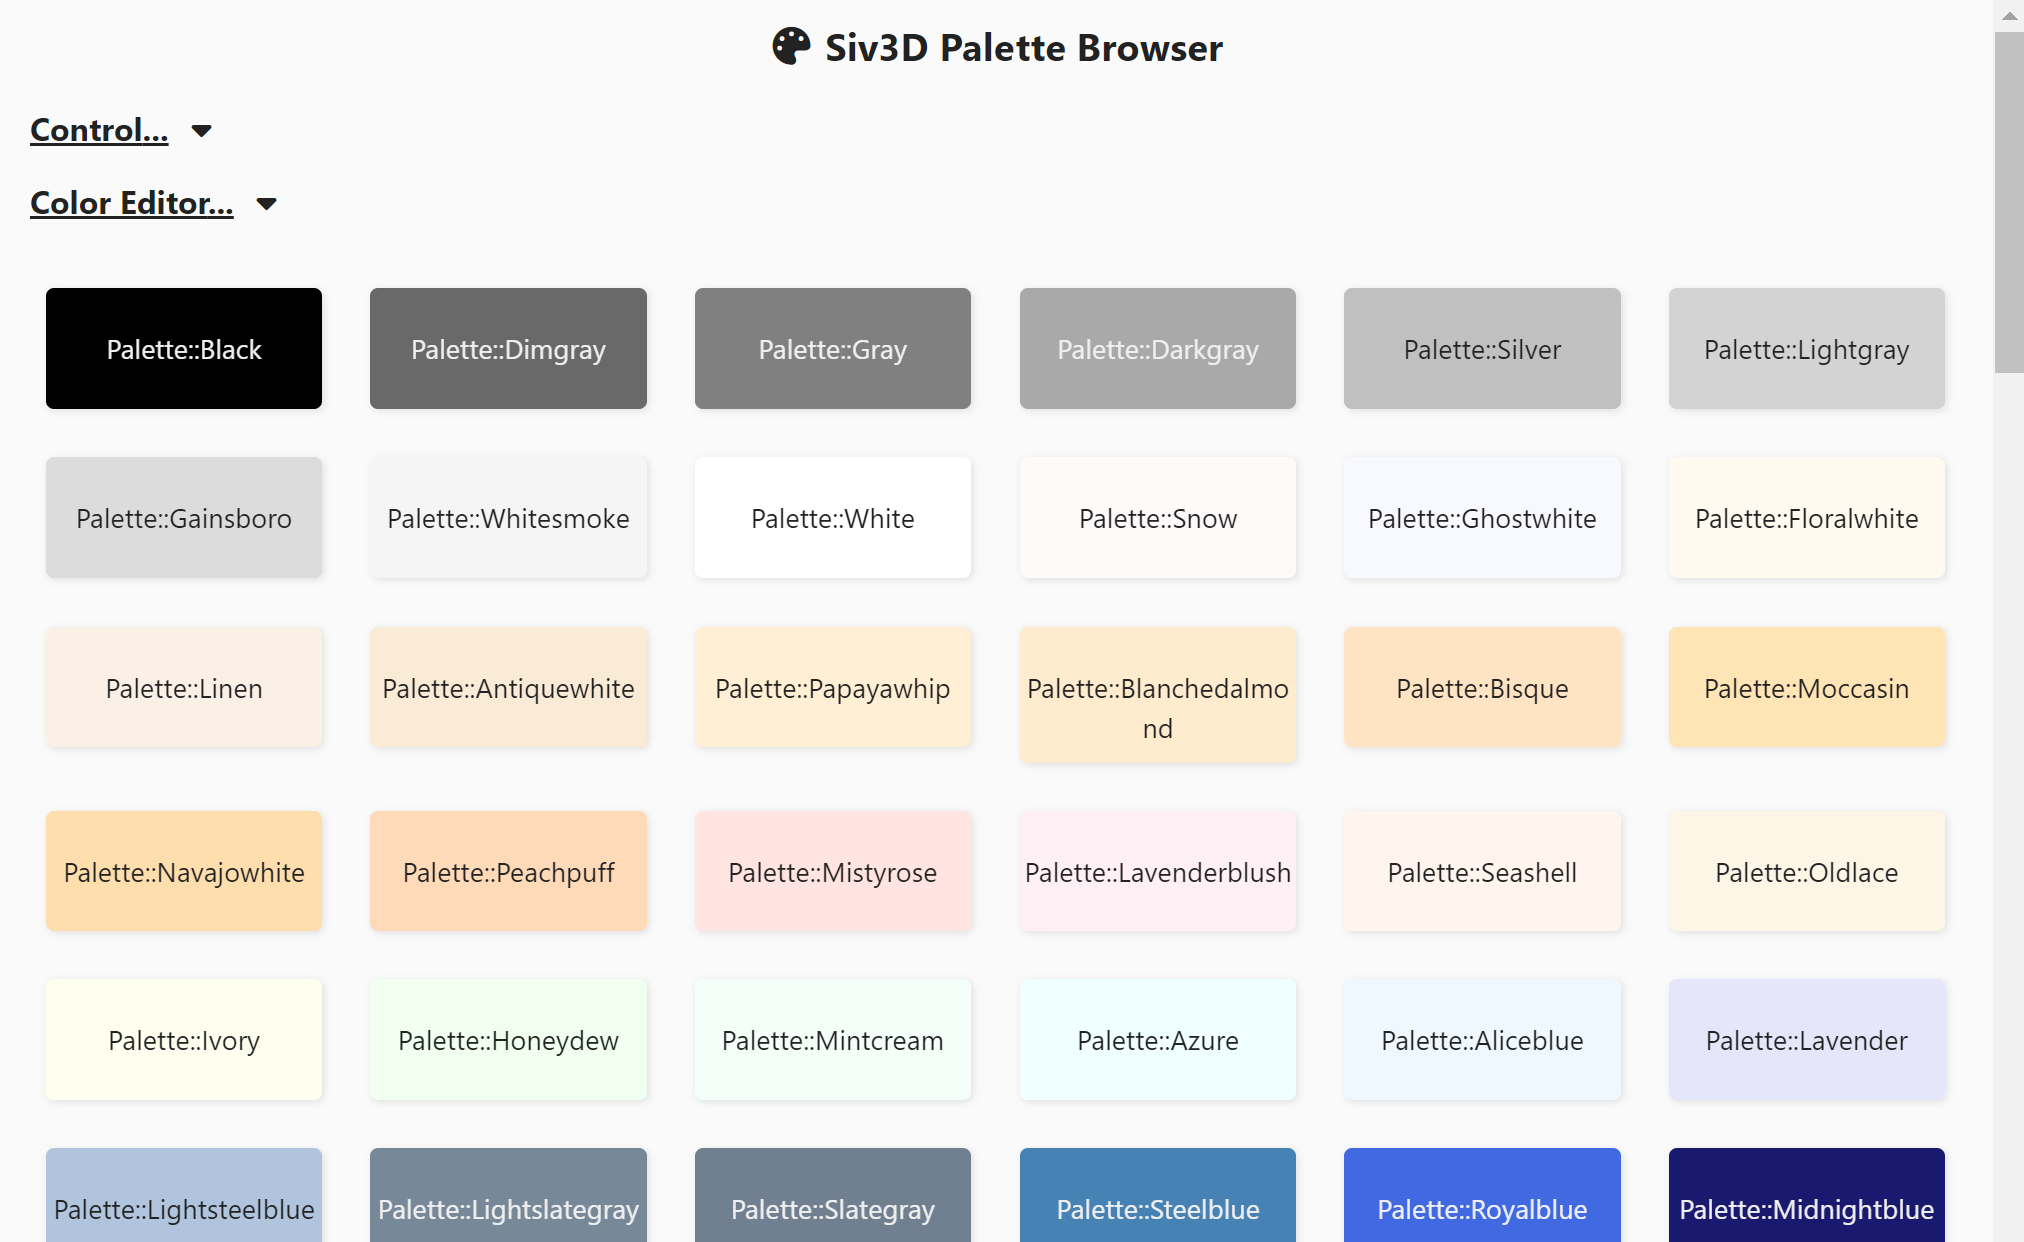 Siv3D Palette Browser
Control...
Color Editor...
Palette::Black
Palette::Dimgray
Palette::Gray
Palette::Darkgray
Palette::Silver
Palette::Lightgray
Palette::Gainsboro
Palette::Whitesmoke
Palette::White
Palette::Snow
Palette::Ghostwhite
Palette::Floralwhite
Palette::Linen
Palette::Antiquewhite
Palette::Papayawhip
Palette::Blanchedalmo
nd
Palette::Bisque
Palette::Moccasin
Palette::Navajowhite
Palette::Peachpuff
Palette::Mistyrose
Palette::Lavenderblush
Palette::Seashell
Palette::Oldlace
Palette::Ivory
Palette::Honeydew
Palette::Mintcream
Palette::Azure
Palette::Aliceblue
Palette::Lavender
Palette::Lightsteelblue
Palette::Lightslategray
Palette::Slategray
Palette::Steelblue
Palette::Royalblue
Palette::Midnightblue